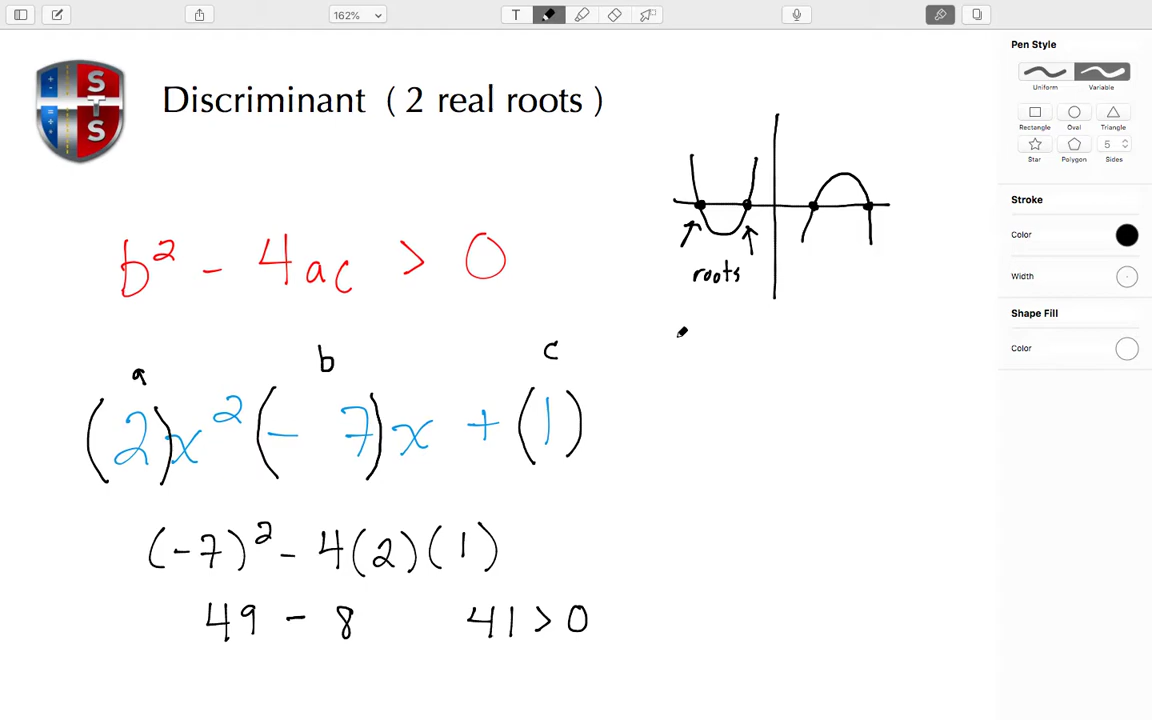 162%
T
Pen Style
Uniform
Variable
Rectangle
Oval
Triangle
Star
Polygon
5
Sides
Stroke
Color
Width
Shape Fill
Color
STS
Discriminant ( 2 real roots )
roots
b² - 4ac > 0
a b c
(2)x²(- 7)x + (1)
(-7)² - 4(2)(1)
49 - 8 41 > 0